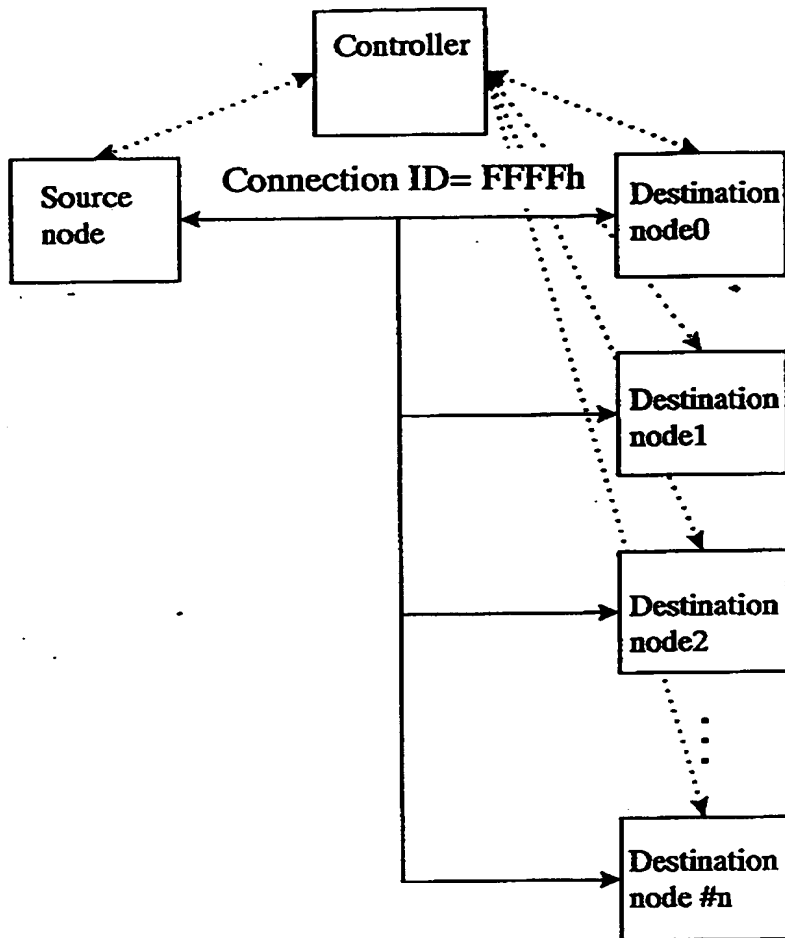 Controller
Connection ID= FFFFh
Source
node
Destination
node0
Destination
node1
Destination
node2
Destination
node #n